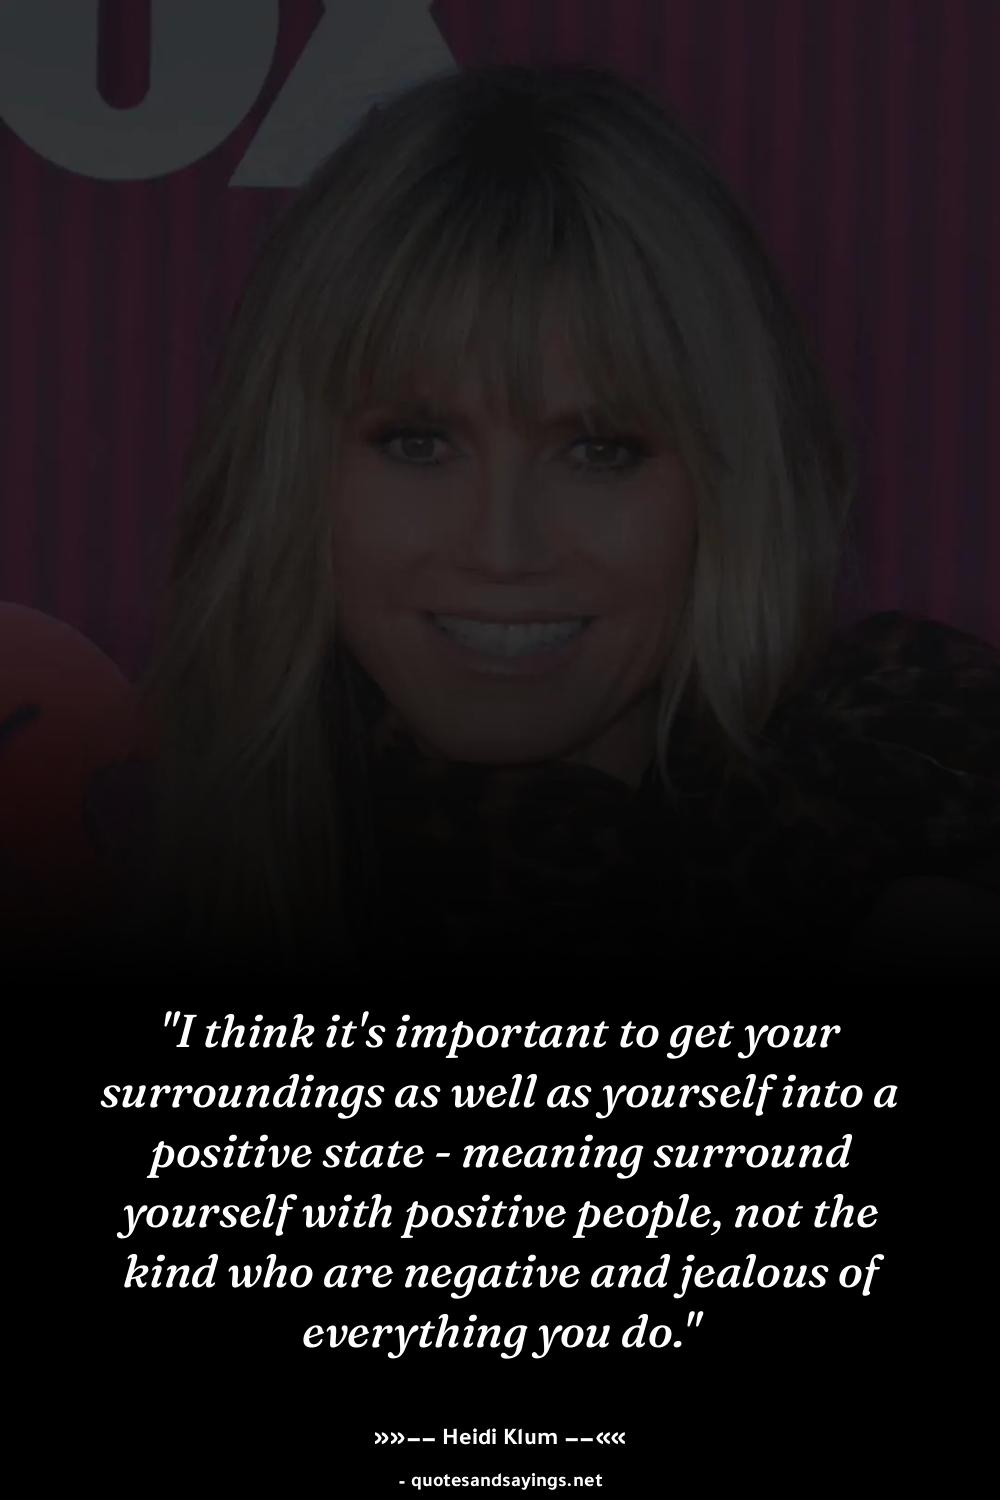 OX
"I think it's important to get your
surroundings as well as yourself into a
positive state - meaning surround
yourself with positive people, not the
kind who are negative and jealous of
everything you do."
»»–– Heidi Klum ––««
- quotesandsayings.net